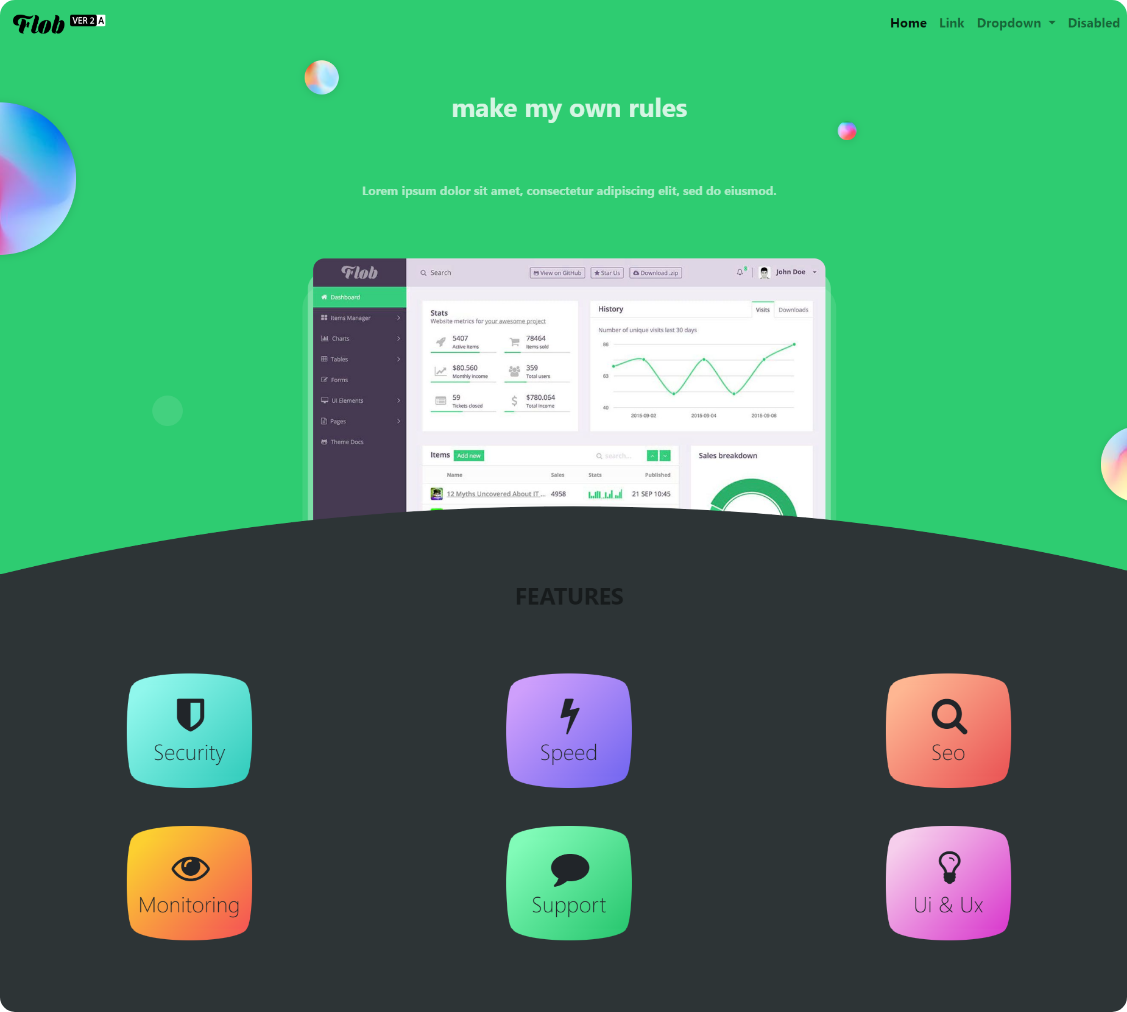 Flob VER 2 A
Home Link Dropdown Disabled
make my own rules
Lorem ipsum dolor sit amet, consectetur adipiscing elit, sed do eiusmod.
Flob
Search
View on GitHub
Star Us
Download .zip
John Doe
Dashboard
Items Manager
Charts
Tables
Forms
UI Elements
Pages
Theme Docs
Stats
Website metrics for your awesome project
5407
Active items
78464
Items sold
$80.560
Monthly income
359
Total users
59
Tickets closed
$780.064
Total income
History
Visits
Downloads
Number of unique visits last 30 days
88
63
40
2015-09-02
2015-09-04
2015-09-06
Items
Add new
search...
Name Sales Stats Published
12 Myths Uncovered About IT ... 4958 21 SEP 10:45
Sales breakdown
FEATURES
Security
Speed
Seo
Monitoring
Support
Ui & Ux